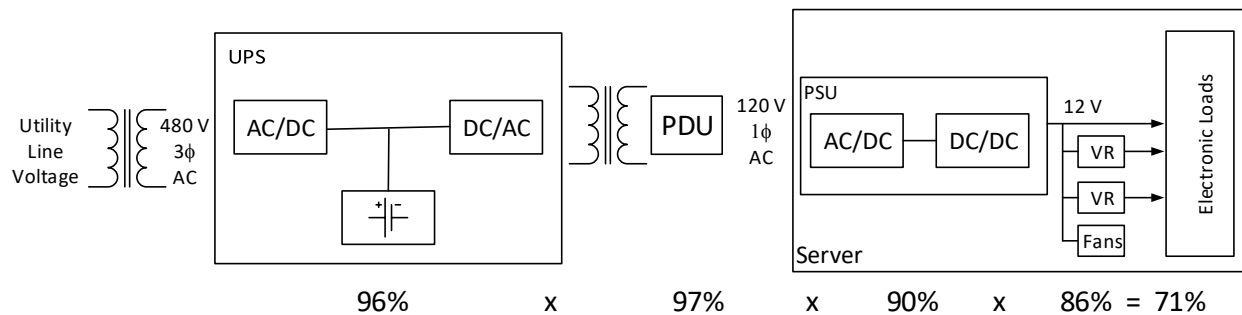 Utility
Line
Voltage
480 V
3ϕ
AC
UPS
AC/DC
DC/AC
+ −
PDU
120 V
1ϕ
AC
Server
PSU
AC/DC
DC/DC
12 V
VR
VR
Fans
Electronic Loads
96% x 97% x 90% x 86% = 71%